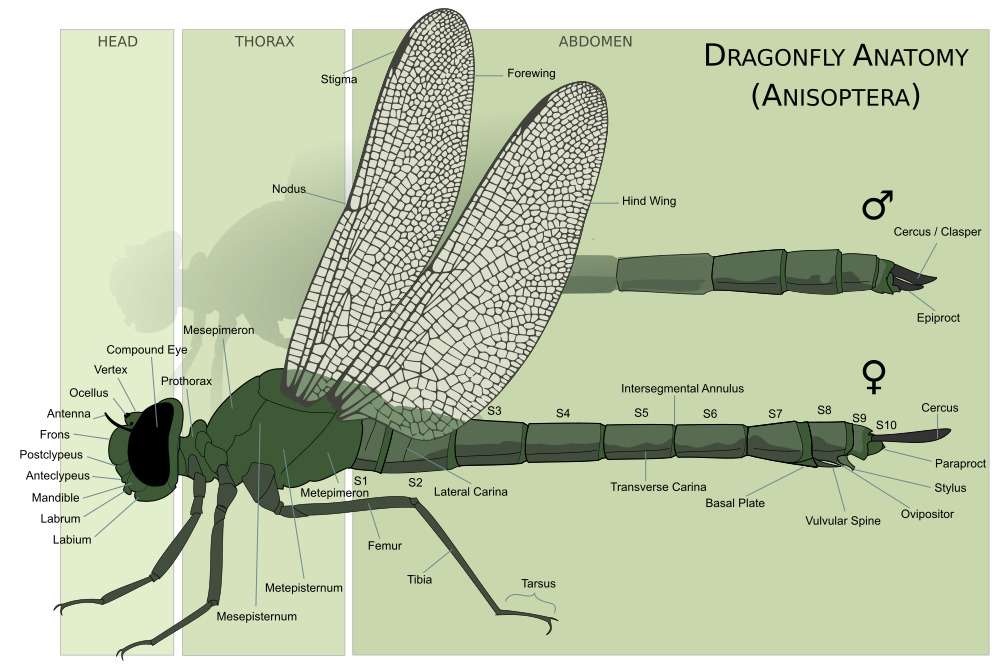 HEAD
THORAX
ABDOMEN
DRAGONFLY ANATOMY
(ANISOPTERA)
Stigma
Forewing
Nodus
Hind Wing
♂
Cercus / Clasper
Epiproct
Mesepimeron
Compound Eye
Vertex
Prothorax
Ocellus
Antenna
Frons
Postclypeus
Anteclypeus
Mandible
Labrum
Labium
♀
Intersegmental Annulus
S1
S2
S3
S4
S5
S6
S7
S8
S9
S10
Cercus
Paraproct
Stylus
Ovipositor
Vulvular Spine
Basal Plate
Transverse Carina
Lateral Carina
Metepimeron
Femur
Tibia
Tarsus
Metepisternum
Mesepisternum